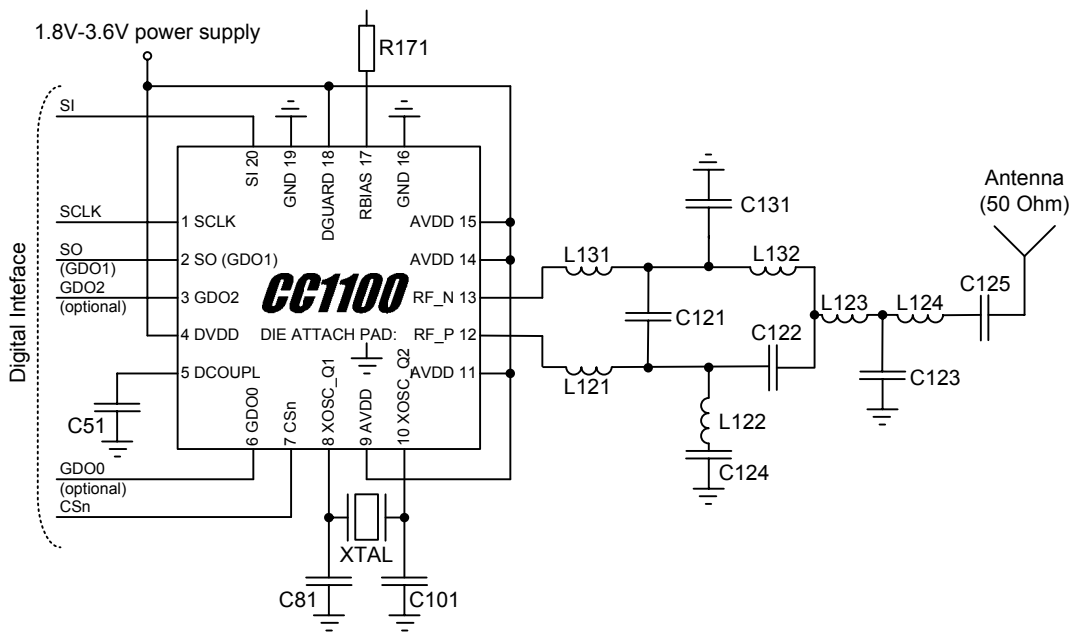 1.8V-3.6V power supply
R171
Digital Inteface
SI
SI 20
GND 19
DGUARD 18
RBIAS 17
GND 16
Antenna
(50 Ohm)
SCLK
1 SCLK
AVDD 15
C131
SO
(GDO1)
2 SO (GDO1)
AVDD 14
L131
L132
GDO2
(optional)
3 GDO2
CC1100
RF_N 13
C121
C122
L123
L124
C125
4 DVDD
DIE ATTACH PAD:
RF_P 12
5 DCOUPL
AVDD 11
L121
C123
C51
6 GDO0
7 CSn
8 XOSC_Q1
9 AVDD
10 XOSC_Q2
L122
C124
GDO0
(optional)
CSn
XTAL
C81
C101